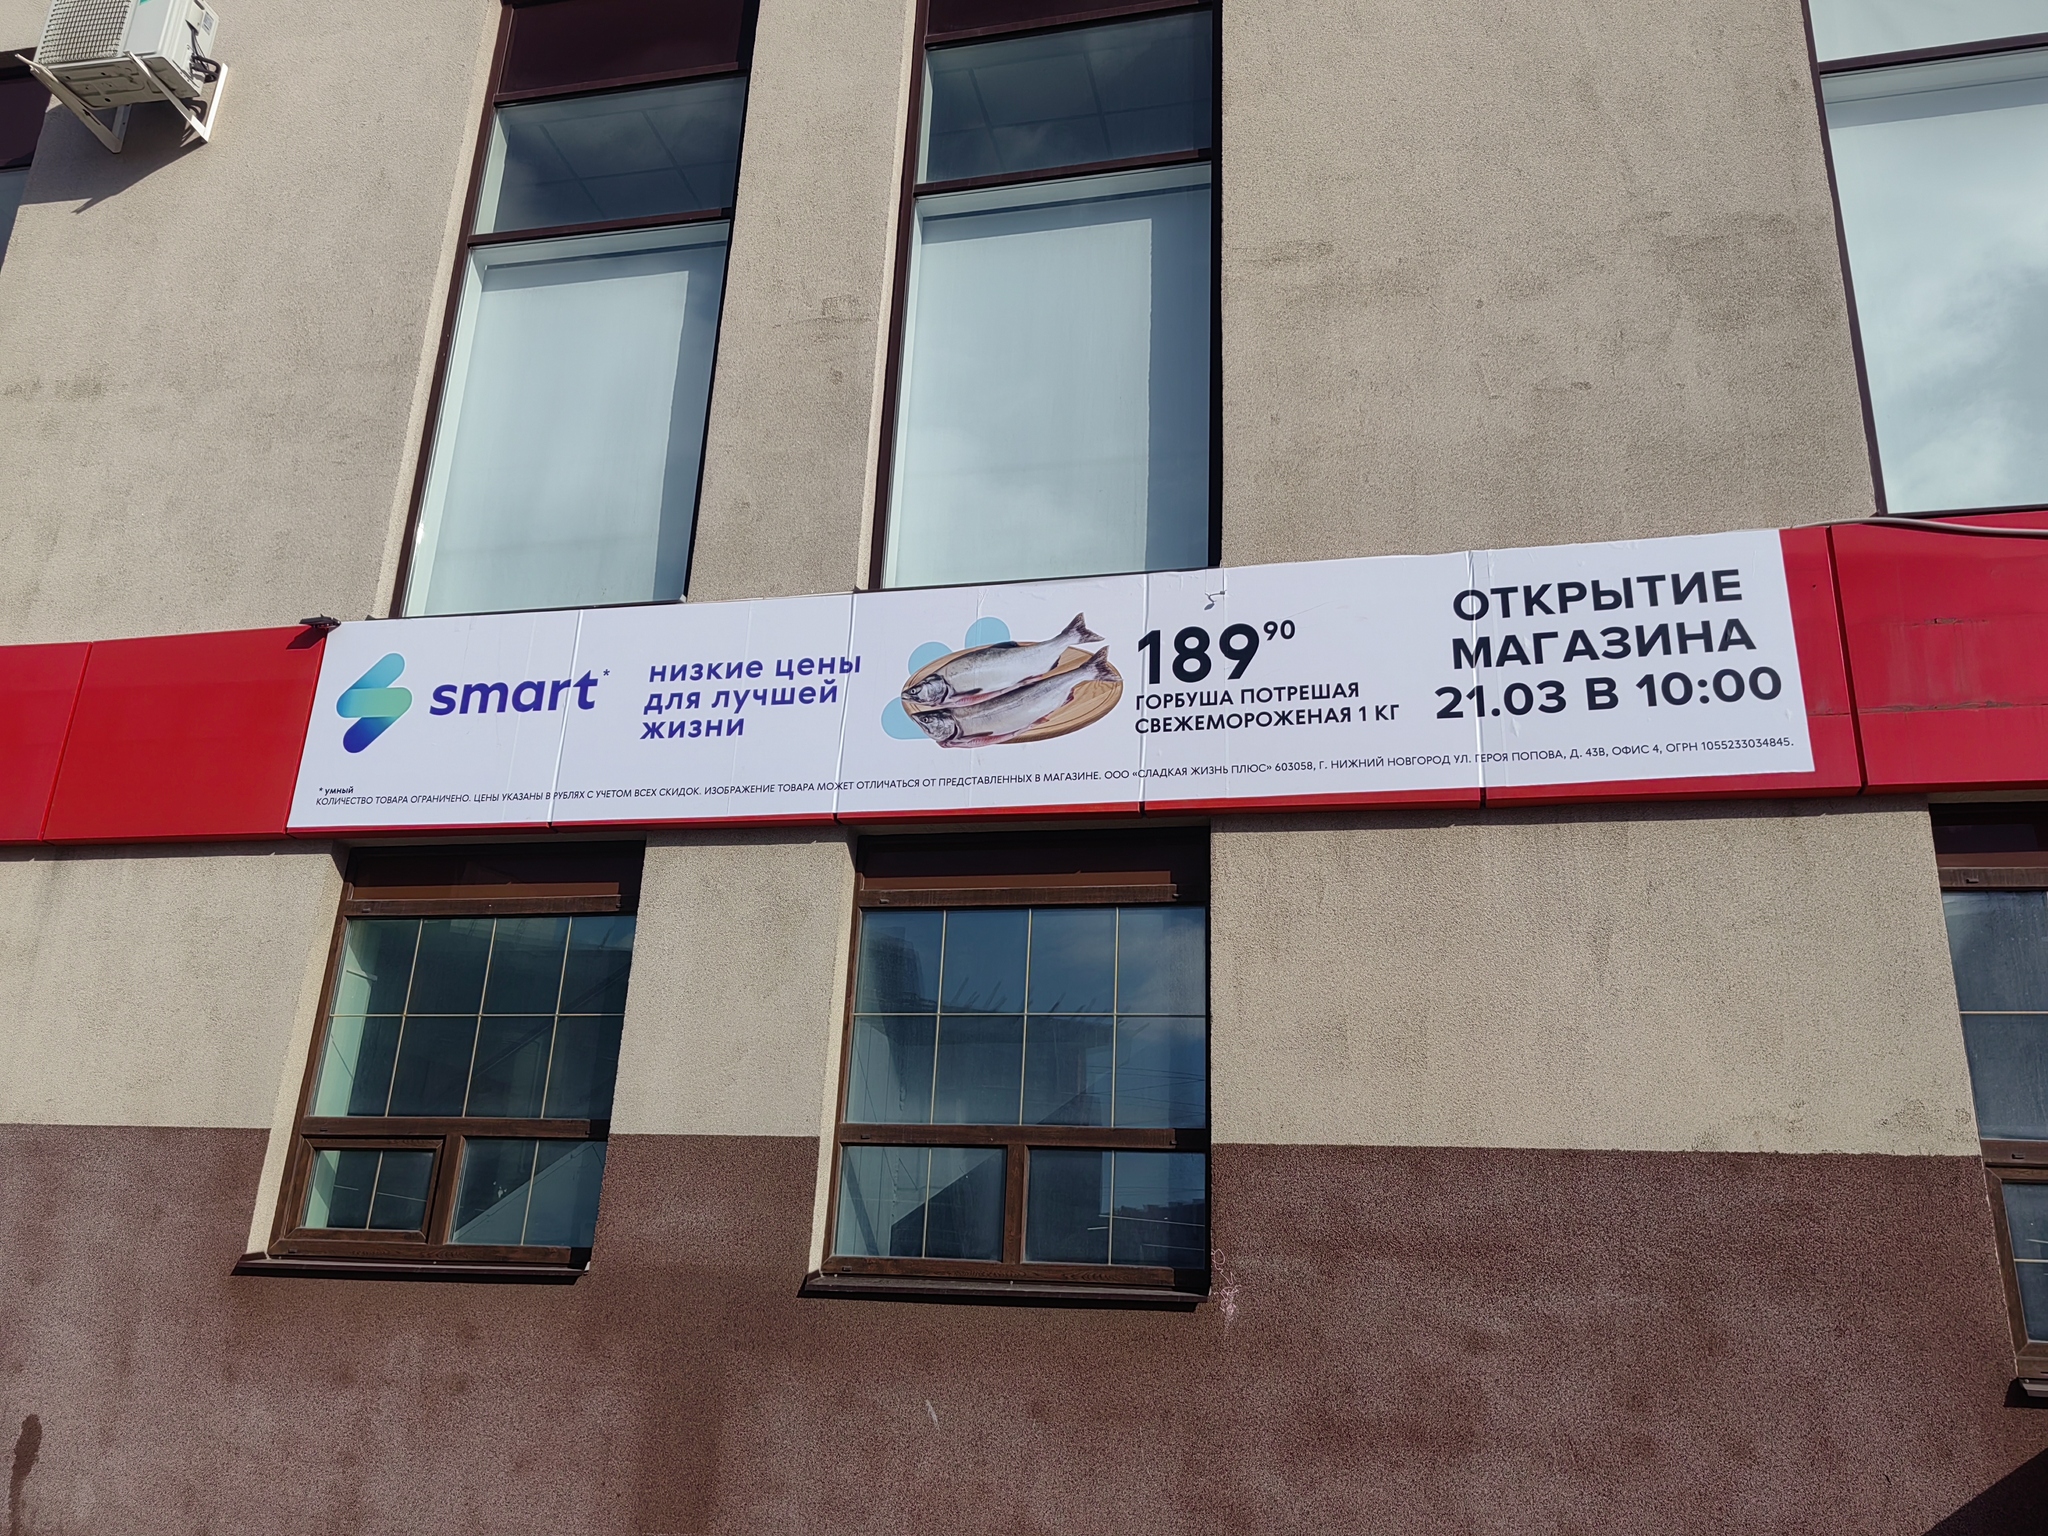 smart*
низкие цены
для лучшей
жизни
189⁹⁰
ГОРБУША ПОТРЕШАЯ
СВЕЖЕМОРОЖЕНАЯ 1 КГ
ОТКРЫТИЕ
МАГАЗИНА
21.03 В 10:00
* умный
КОЛИЧЕСТВО ТОВАРА ОГРАНИЧЕНО. ЦЕНЫ УКАЗАНЫ В РУБЛЯХ С УЧЕТОМ ВСЕХ СКИДОК. ИЗОБРАЖЕНИЕ ТОВАРА МОЖЕТ ОТЛИЧАТЬСЯ ОТ ПРЕДСТАВЛЕННЫХ В МАГАЗИНЕ. ООО «СЛАДКАЯ ЖИЗНЬ ПЛЮС» 603058, Г. НИЖНИЙ НОВГОРОД УЛ. ГЕРОЯ ПОПОВА, Д. 43В, ОФИС 4, ОГРН 1055233034845.